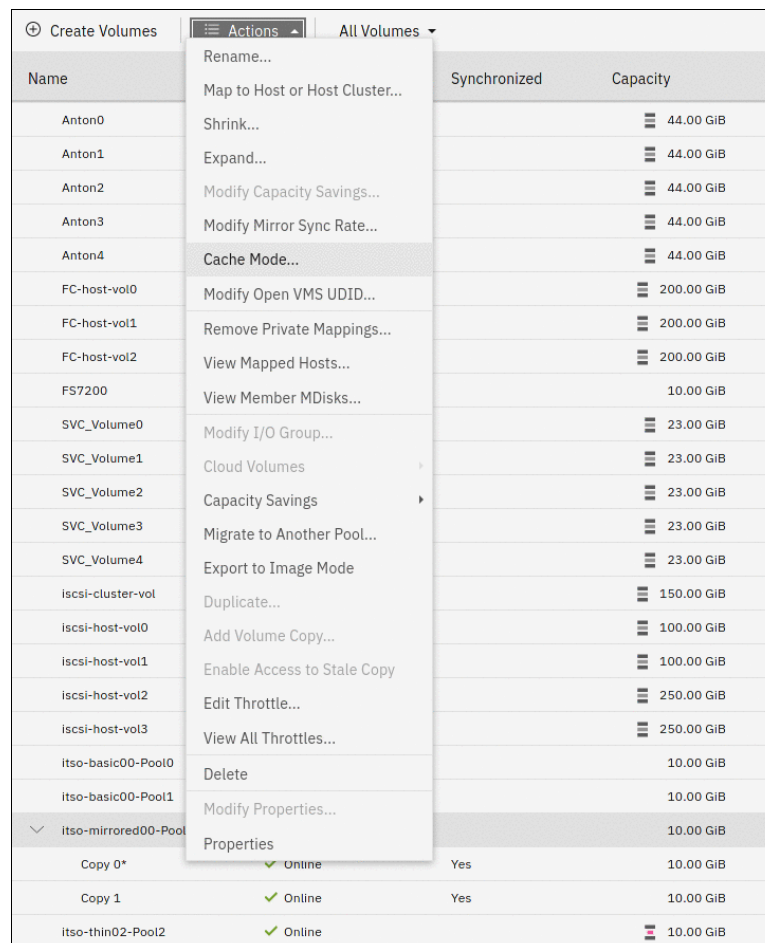 Create Volumes Actions All Volumes
Name Synchronized Capacity
Rename...
Map to Host or Host Cluster...
Shrink...
Expand...
Modify Capacity Savings...
Modify Mirror Sync Rate...
Cache Mode...
Modify Open VMS UDID...
Remove Private Mappings...
View Mapped Hosts...
View Member MDisks...
Modify I/O Group...
Cloud Volumes
Capacity Savings
Migrate to Another Pool...
Export to Image Mode
Duplicate...
Add Volume Copy...
Enable Access to Stale Copy
Edit Throttle...
View All Throttles...
Delete
Modify Properties...
Properties
Anton0 44.00 GiB
Anton1 44.00 GiB
Anton2 44.00 GiB
Anton3 44.00 GiB
Anton4 44.00 GiB
FC-host-vol0 200.00 GiB
FC-host-vol1 200.00 GiB
FC-host-vol2 200.00 GiB
FS7200 10.00 GiB
SVC_Volume0 23.00 GiB
SVC_Volume1 23.00 GiB
SVC_Volume2 23.00 GiB
SVC_Volume3 23.00 GiB
SVC_Volume4 23.00 GiB
iscsi-cluster-vol 150.00 GiB
iscsi-host-vol0 100.00 GiB
iscsi-host-vol1 100.00 GiB
iscsi-host-vol2 250.00 GiB
iscsi-host-vol3 250.00 GiB
itso-basic00-Pool0 10.00 GiB
itso-basic00-Pool1 10.00 GiB
itso-mirrored00-Pool 10.00 GiB
Copy 0* Online Yes 10.00 GiB
Copy 1 Online Yes 10.00 GiB
itso-thin02-Pool2 Online 10.00 GiB